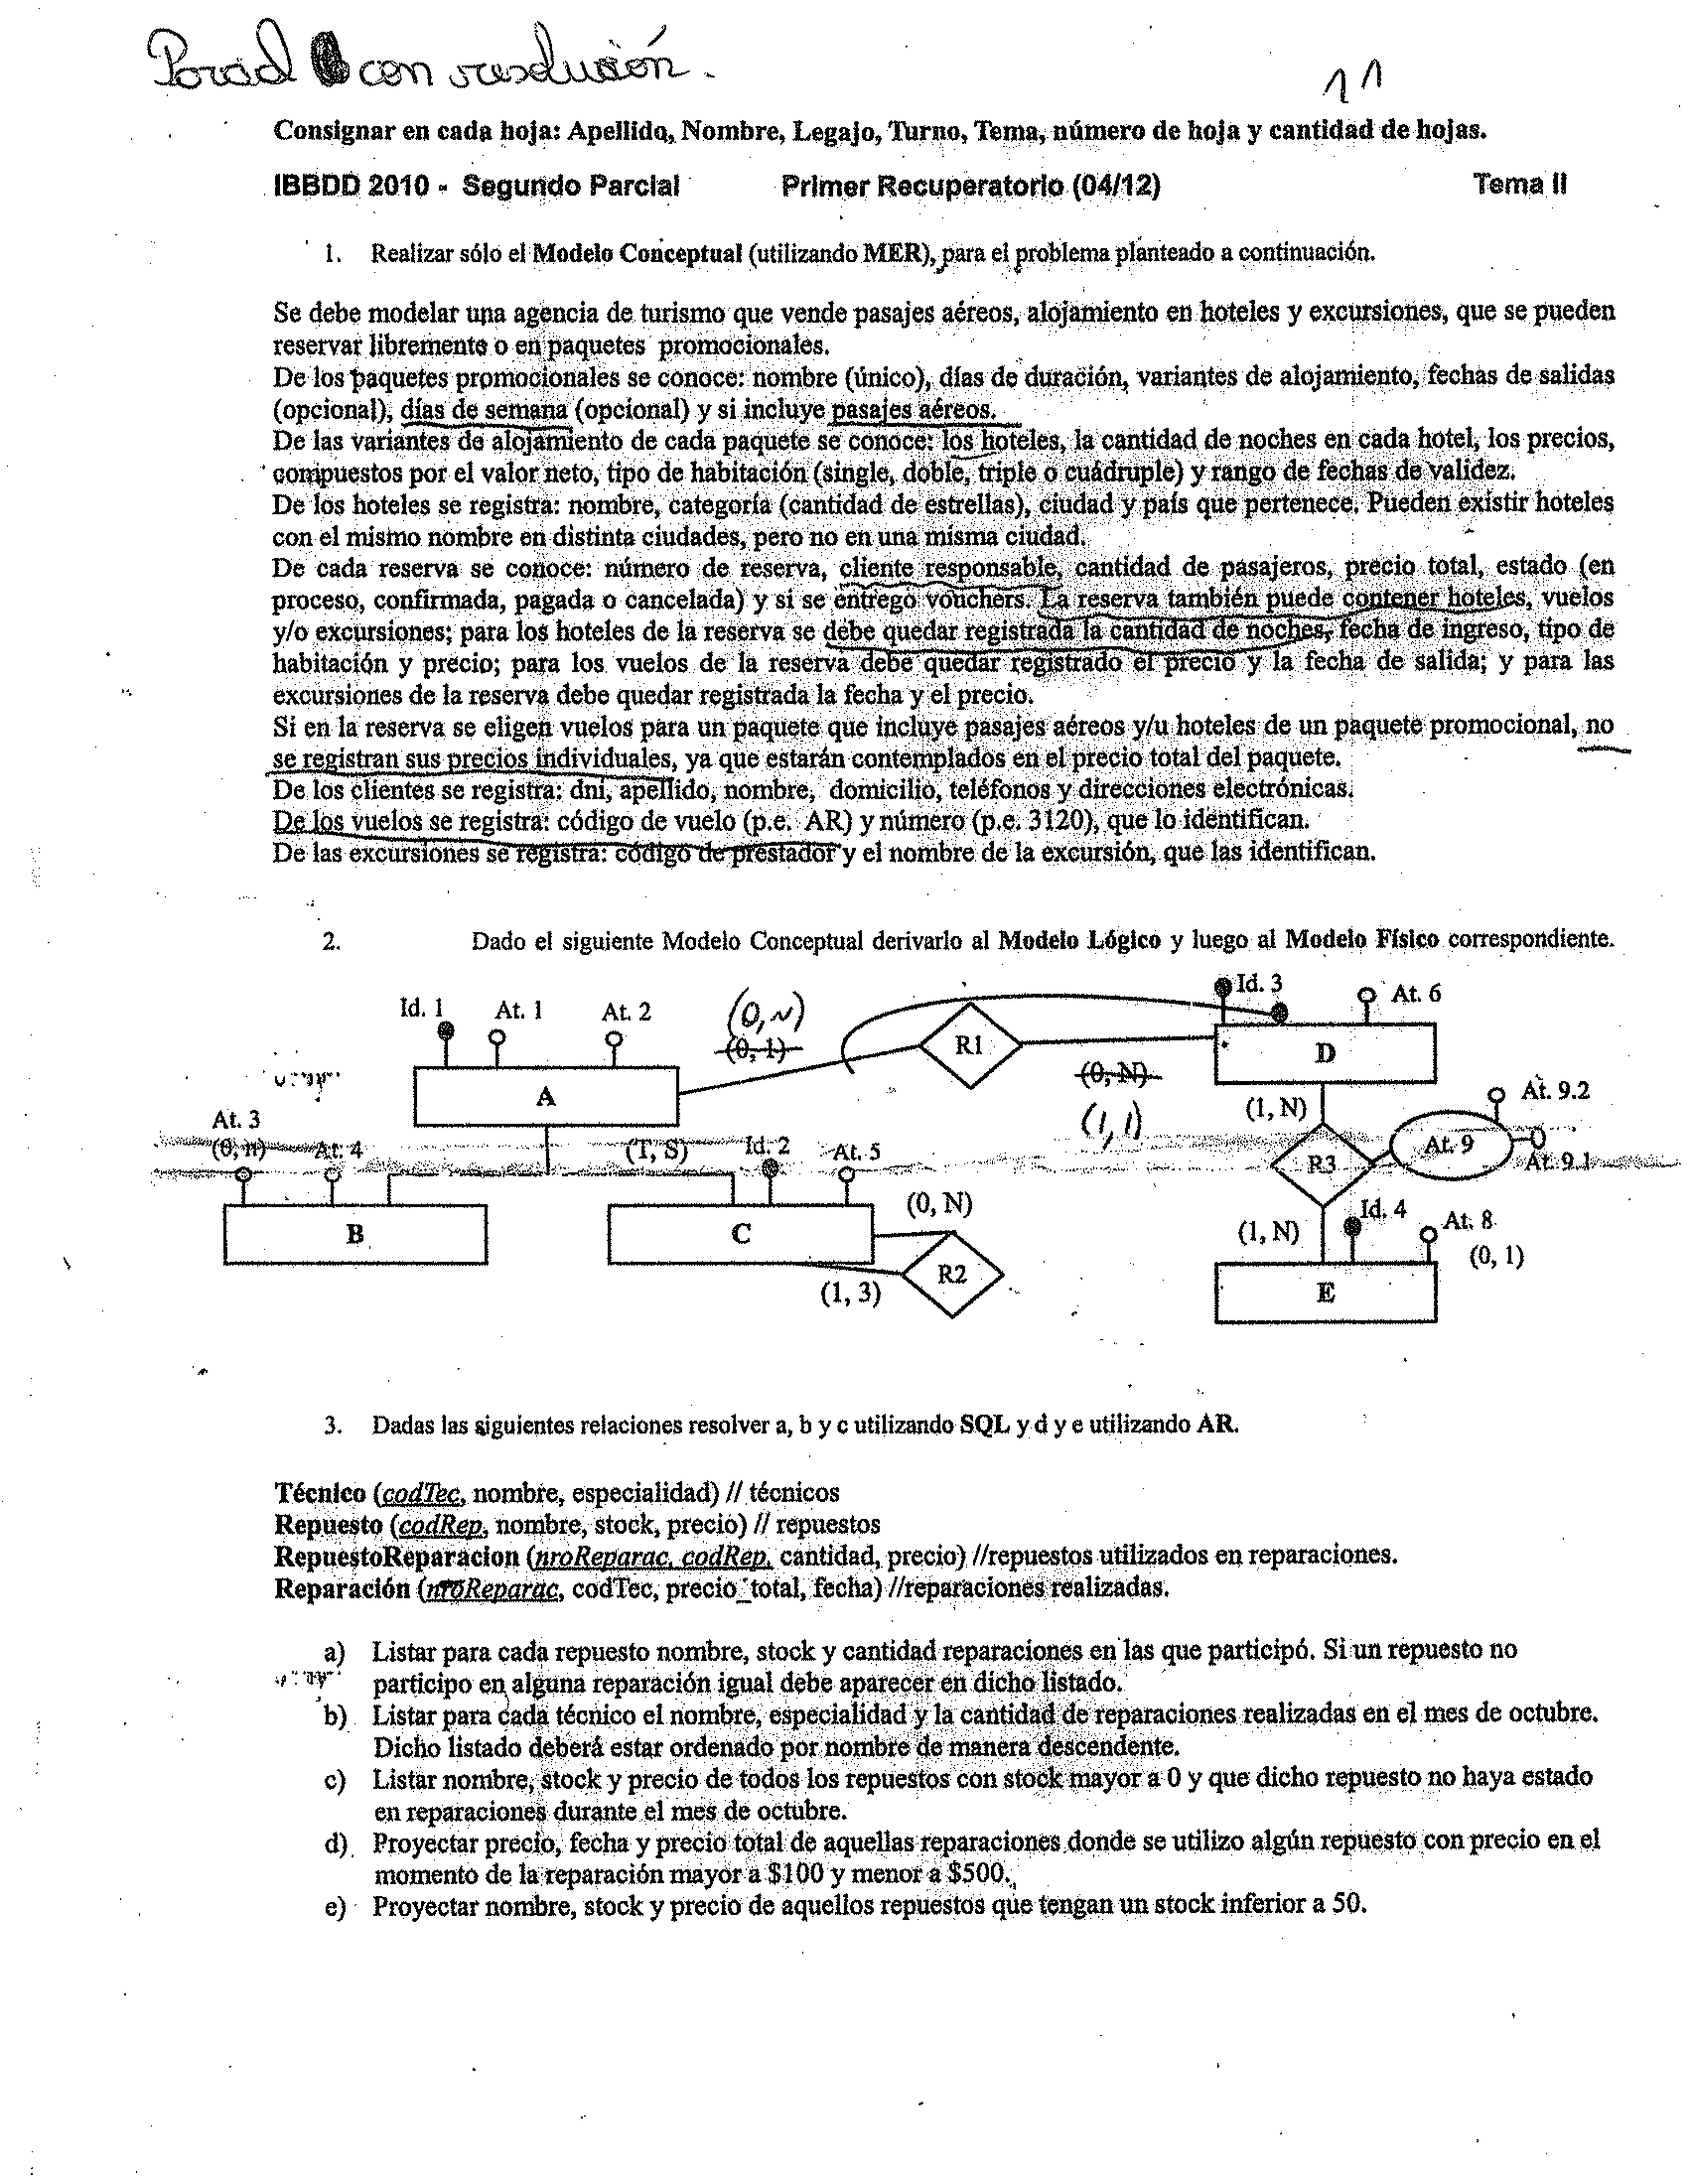 Parcial con resolución.
11
Consignar en cada hoja: Apellido, Nombre, Legajo, Turno, Tema, número de hoja y cantidad de hojas.
IBBDD 2010 - Segundo Parcial Primer Recuperatorio (04/12) Tema II
1. Realizar sólo el Modelo Conceptual (utilizando MER), para el problema planteado a continuación.
Se debe modelar una agencia de turismo que vende pasajes aéreos, alojamiento en hoteles y excursiones, que se pueden
reservar libremente o en paquetes promocionales.
De los paquetes promocionales se conoce: nombre (único), días de duración, variantes de alojamiento, fechas de salidas
(opcional), días de semana (opcional) y si incluye pasajes aéreos.
De las variantes de alojamiento de cada paquete se conoce: los hoteles, la cantidad de noches en cada hotel, los precios,
compuestos por el valor neto, tipo de habitación (single, doble, triple o cuádruple) y rango de fechas de validez.
De los hoteles se registra: nombre, categoría (cantidad de estrellas), ciudad y país que pertenece. Pueden existir hoteles
con el mismo nombre en distinta ciudades, pero no en una misma ciudad.
De cada reserva se conoce: número de reserva, cliente responsable, cantidad de pasajeros, precio total, estado (en
proceso, confirmada, pagada o cancelada) y si se entregó vouchers. La reserva también puede contener hoteles, vuelos
y/o excursiones; para los hoteles de la reserva se debe quedar registrada la cantidad de noches, fecha de ingreso, tipo de
habitación y precio; para los vuelos de la reserva debe quedar registrado el precio y la fecha de salida; y para las
excursiones de la reserva debe quedar registrada la fecha y el precio.
Si en la reserva se eligen vuelos para un paquete que incluye pasajes aéreos y/u hoteles de un paquete promocional, no
se registran sus precios individuales, ya que estarán contemplados en el precio total del paquete.
De los clientes se registra: dni, apellido, nombre, domicilio, teléfonos y direcciones electrónicas.
De los vuelos se registra: código de vuelo (p.e. AR) y número (p.e. 3120), que lo identifican.
De las excursiones se registra: código de prestador y el nombre de la excursión, que las identifican.
2. Dado el siguiente Modelo Conceptual derivarlo al Modelo Lógico y luego al Modelo Físico correspondiente.
Id. 1 At. 1 At. 2 (0,N) Id. 3 At. 6
(0, 1) R1 D
A (0, N)
(1,1) (1, N) At. 9.2
At. 3
(0, n) At. 4 (T, S) Id. 2 At. 5 R3 At. 9 At. 9.1
(0, N) Id. 4 At. 8
B C (1, N) (0, 1)
R2
(1, 3) E
3. Dadas las siguientes relaciones resolver a, b y c utilizando SQL y d y e utilizando AR.
Técnico (codTec, nombre, especialidad) // técnicos
Repuesto (codRep, nombre, stock, precio) // repuestos
RepuestoReparacion (nroReparac, codRep, cantidad, precio) //repuestos utilizados en reparaciones.
Reparación (nroReparac, codTec, precio_total, fecha) //reparaciones realizadas.
a) Listar para cada repuesto nombre, stock y cantidad reparaciones en las que participó. Si un repuesto no
participo en alguna reparación igual debe aparecer en dicho listado.
b) Listar para cada técnico el nombre, especialidad y la cantidad de reparaciones realizadas en el mes de octubre.
Dicho listado deberá estar ordenado por nombre de manera descendente.
c) Listar nombre, stock y precio de todos los repuestos con stock mayor a 0 y que dicho repuesto no haya estado
en reparaciones durante el mes de octubre.
d) Proyectar precio, fecha y precio total de aquellas reparaciones donde se utilizo algún repuesto con precio en el
momento de la reparación mayor a $100 y menor a $500.
e) Proyectar nombre, stock y precio de aquellos repuestos que tengan un stock inferior a 50.